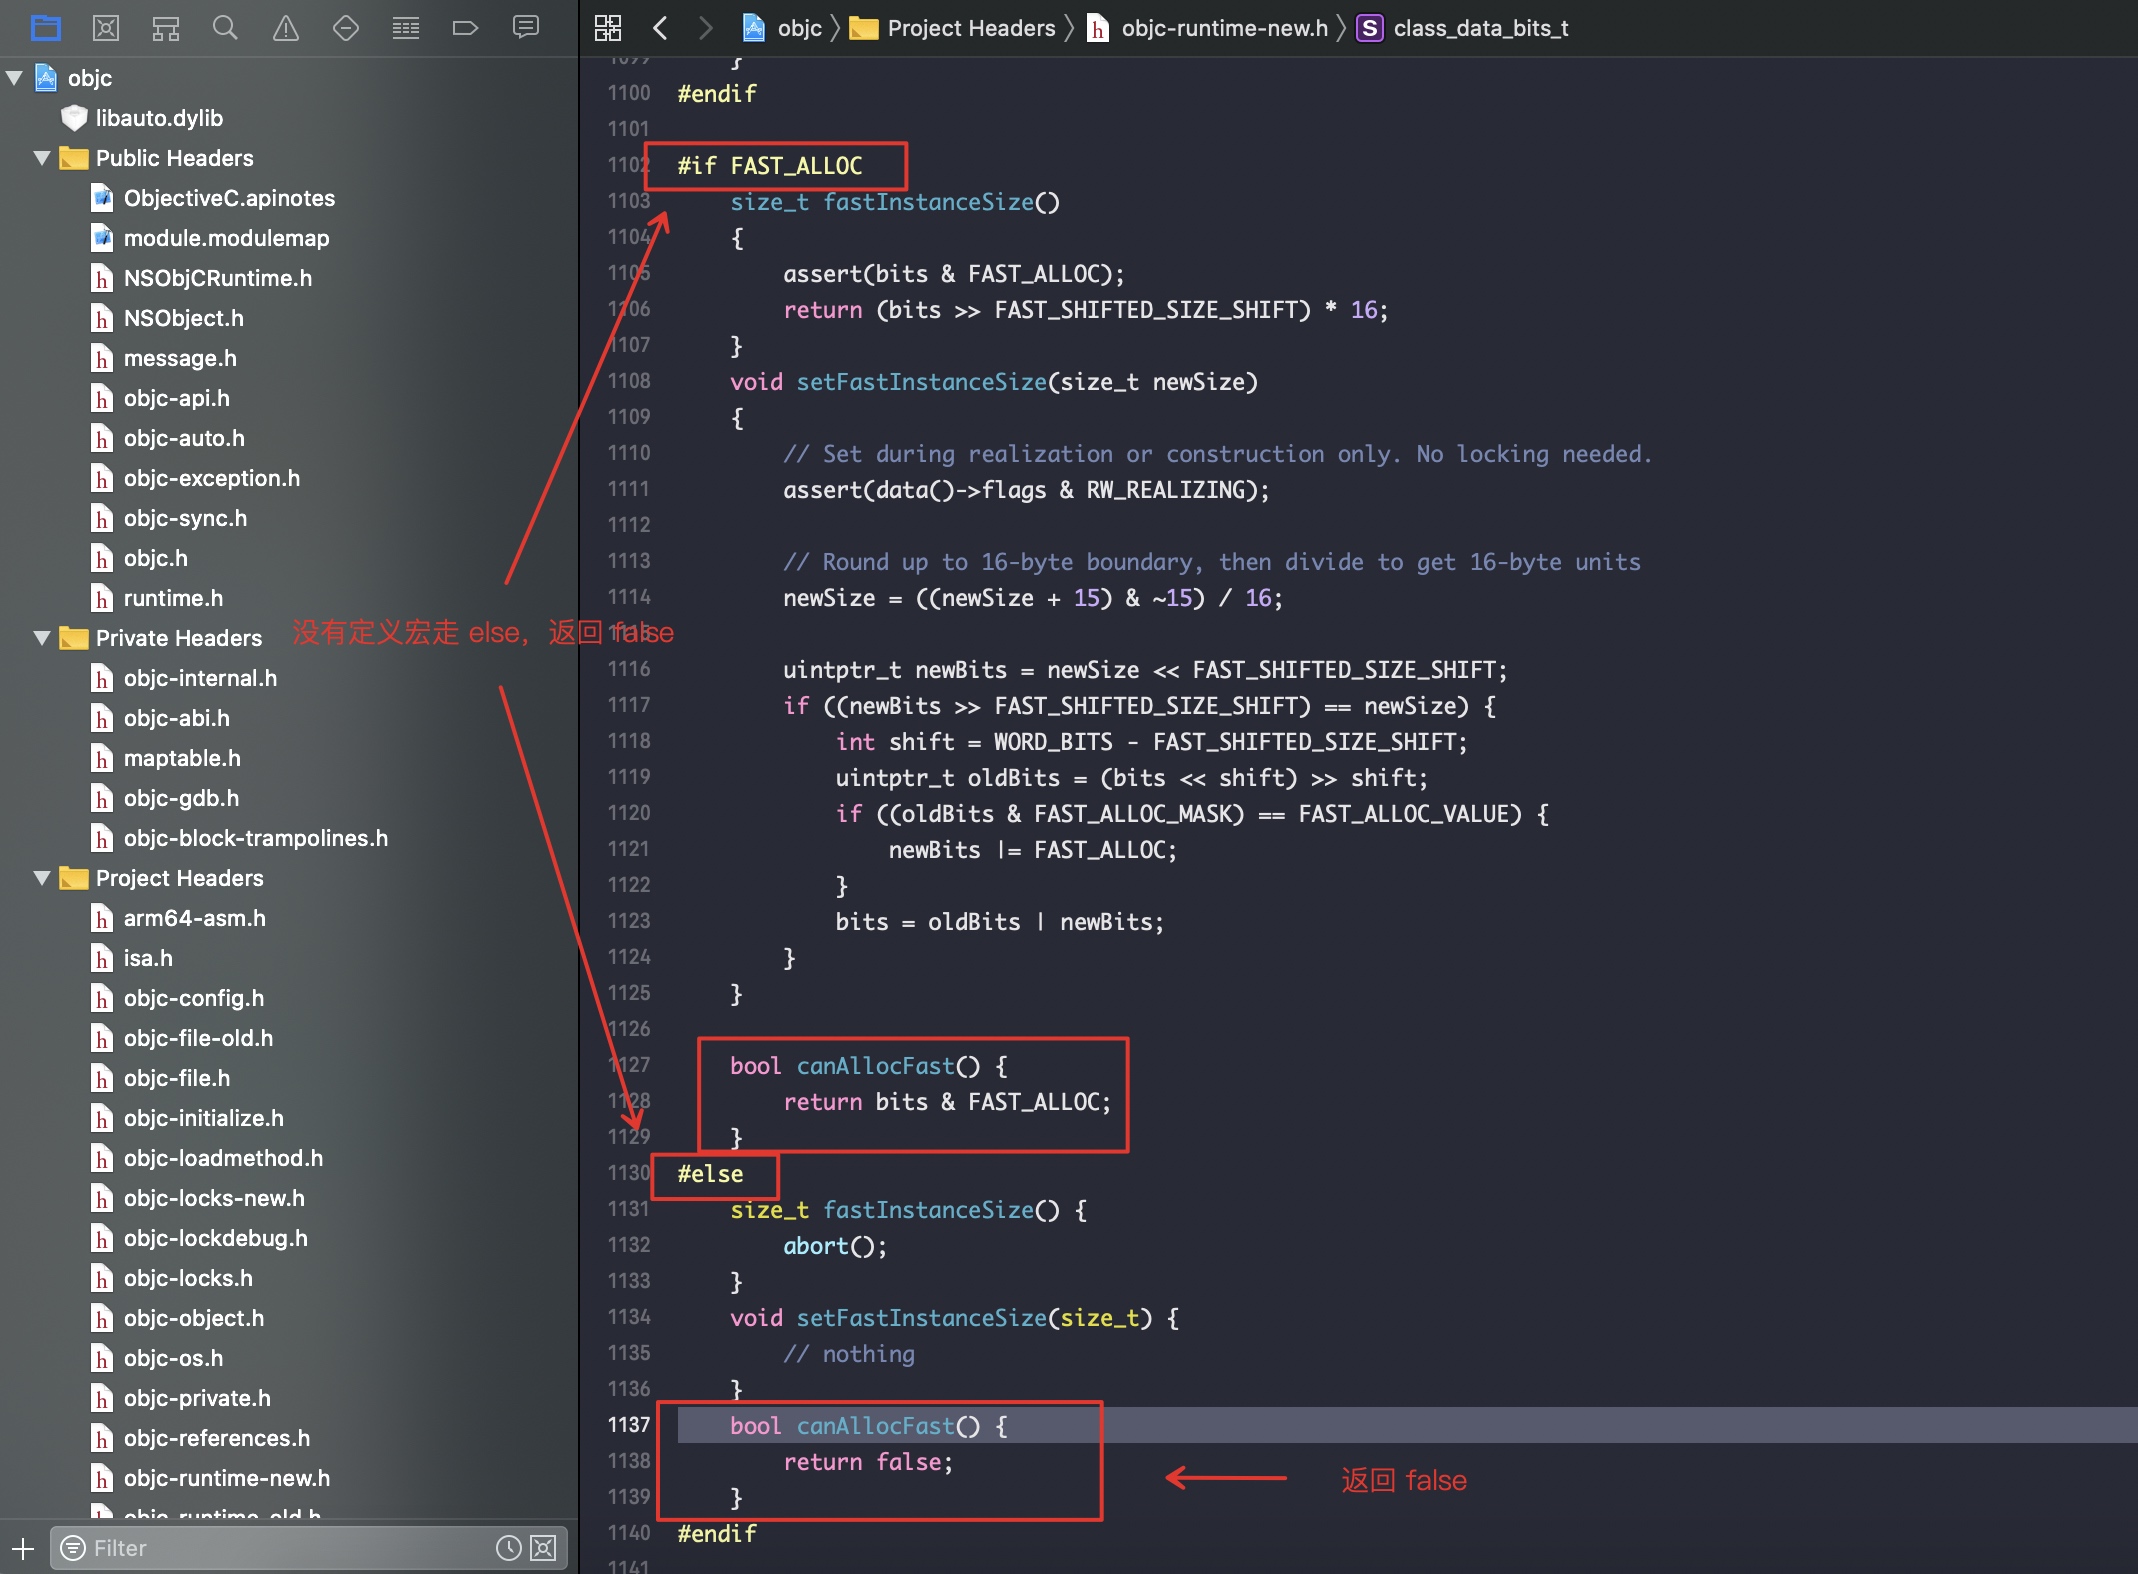 objc
libauto.dylib
Public Headers
ObjectiveC.apinotes
module.modulemap
NSObjCRuntime.h
NSObject.h
message.h
objc-api.h
objc-auto.h
objc-exception.h
objc-sync.h
objc.h
runtime.h
Private Headers
objc-internal.h
objc-abi.h
maptable.h
objc-gdb.h
objc-block-trampolines.h
Project Headers
arm64-asm.h
isa.h
objc-config.h
objc-file-old.h
objc-file.h
objc-initialize.h
objc-loadmethod.h
objc-locks-new.h
objc-lockdebug.h
objc-locks.h
objc-object.h
objc-os.h
objc-private.h
objc-references.h
objc-runtime-new.h
objc-runtime-old.h
Filter
objc Project Headers h objc-runtime-new.h S class_data_bits_t
1099 }
1100 #endif
1101
1102 #if FAST_ALLOC
1103 size_t fastInstanceSize()
1104 {
1105 assert(bits & FAST_ALLOC);
1106 return (bits >> FAST_SHIFTED_SIZE_SHIFT) * 16;
1107 }
1108 void setFastInstanceSize(size_t newSize)
1109 {
1110 // Set during realization or construction only. No locking needed.
1111 assert(data()->flags & RW_REALIZING);
1112
1113 // Round up to 16-byte boundary, then divide to get 16-byte units
1114 newSize = ((newSize + 15) & ~15) / 16;
1115
没有定义宏走 else，返回 false
1116 uintptr_t newBits = newSize << FAST_SHIFTED_SIZE_SHIFT;
1117 if ((newBits >> FAST_SHIFTED_SIZE_SHIFT) == newSize) {
1118 int shift = WORD_BITS - FAST_SHIFTED_SIZE_SHIFT;
1119 uintptr_t oldBits = (bits << shift) >> shift;
1120 if ((oldBits & FAST_ALLOC_MASK) == FAST_ALLOC_VALUE) {
1121 newBits |= FAST_ALLOC;
1122 }
1123 bits = oldBits | newBits;
1124 }
1125 }
1126
1127 bool canAllocFast() {
1128 return bits & FAST_ALLOC;
1129 }
1130 #else
1131 size_t fastInstanceSize() {
1132 abort();
1133 }
1134 void setFastInstanceSize(size_t) {
1135 // nothing
1136 }
1137 bool canAllocFast() {
1138 return false;
返回 false
1139 }
1140 #endif
1141